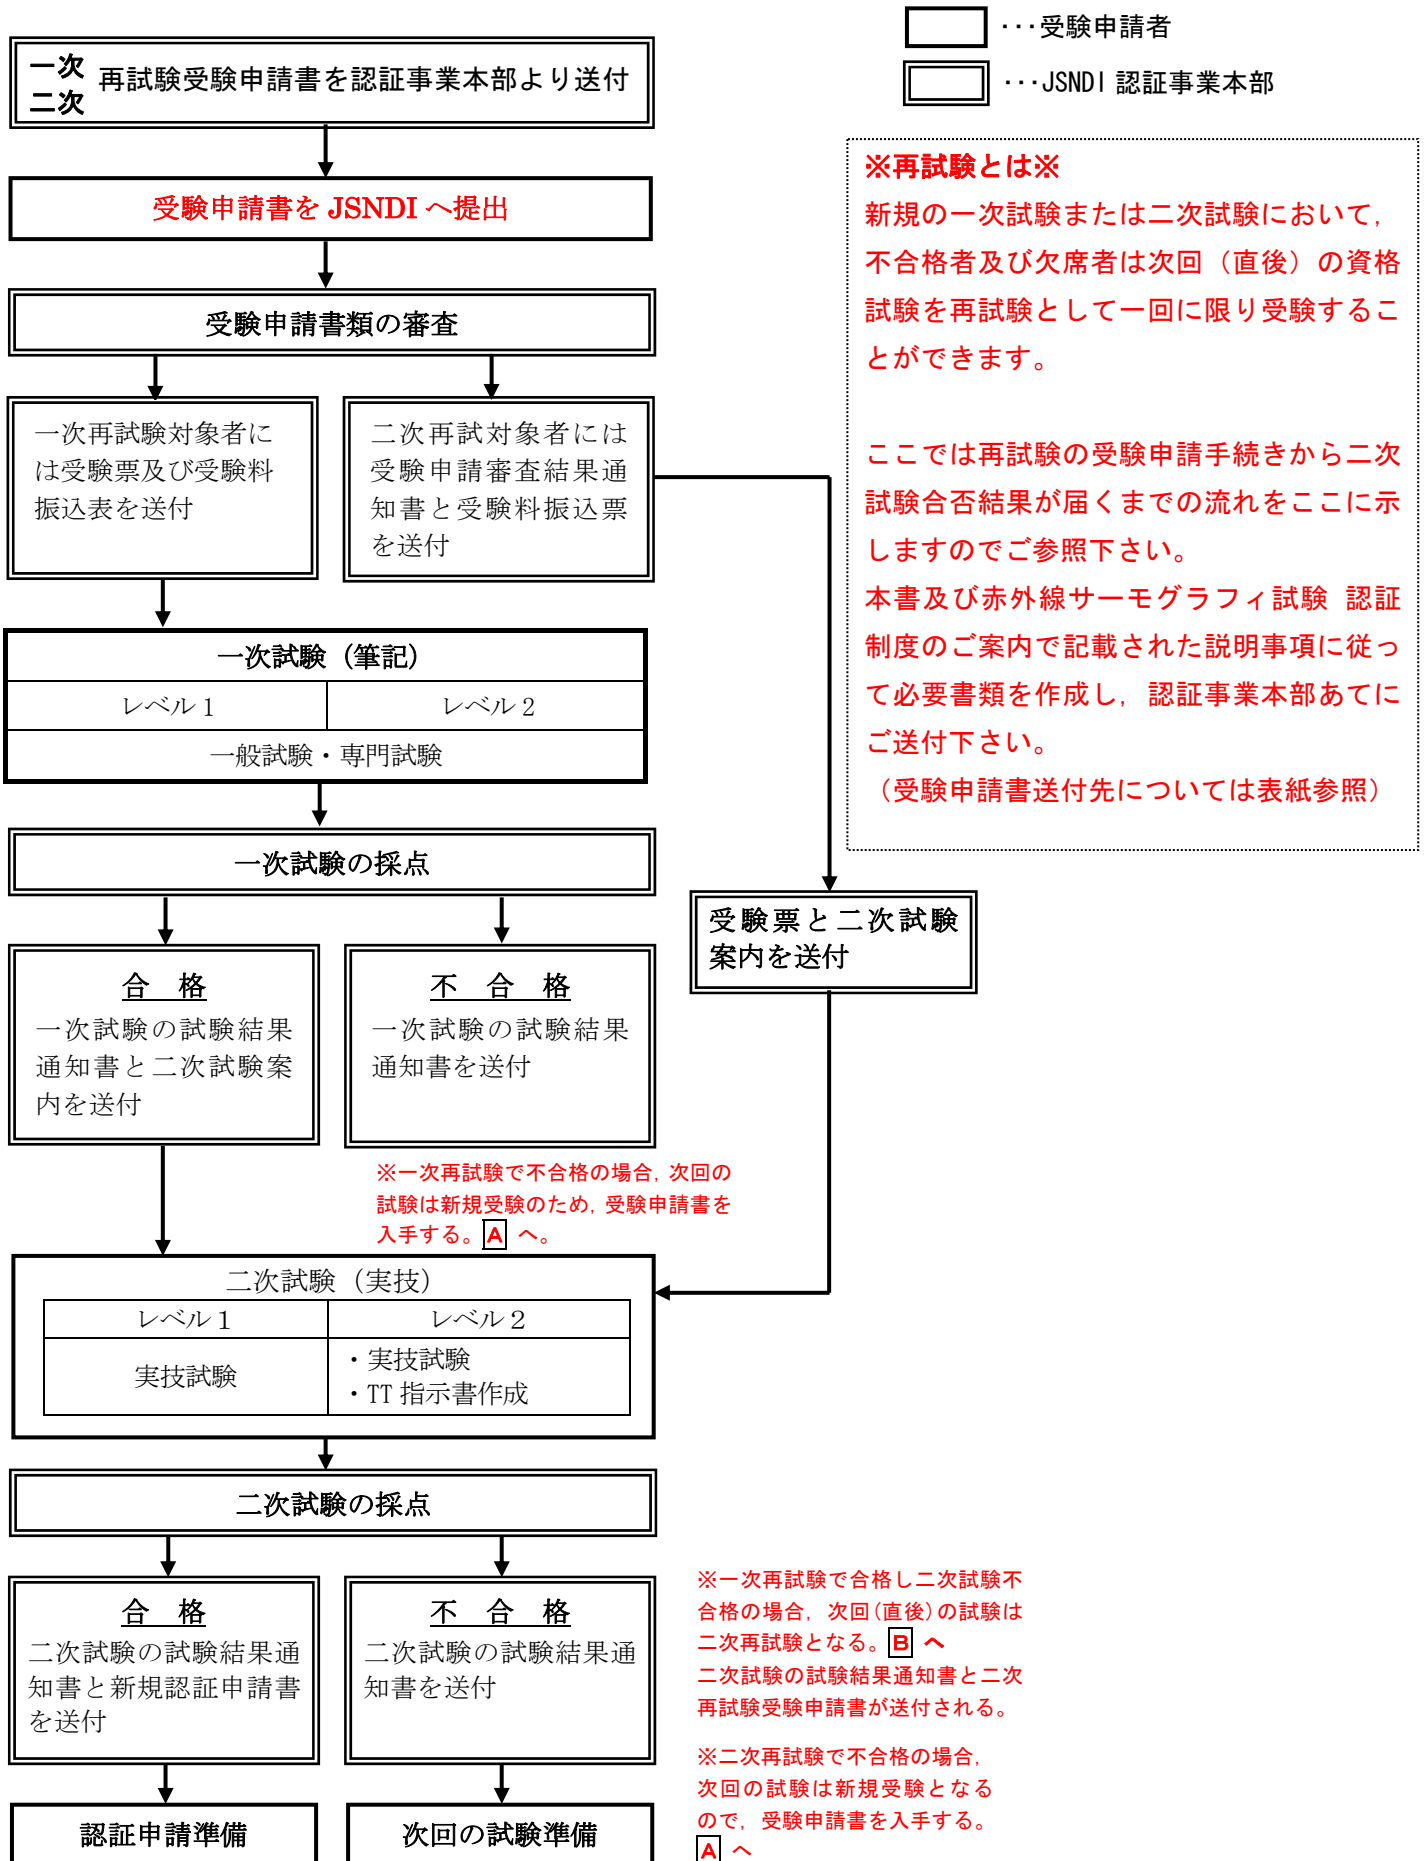 ・・・受験申請者
・・・JSNDI 認証事業本部
一次
二次
再試験受験申請書を認証事業本部より送付
受験申請書を JSNDI へ提出
受験申請書類の審査
一次再試験対象者に
は受験票及び受験料
振込表を送付
二次再試対象者には
受験申請審査結果通
知書と受験料振込票
を送付
※再試験とは※
新規の一次試験または二次試験において，
不合格者及び欠席者は次回（直後）の資格
試験を再試験として一回に限り受験するこ
とができます。
ここでは再試験の受験申請手続きから二次
試験合否結果が届くまでの流れをここに示
しますのでご参照下さい。
本書及び赤外線サーモグラフィ試験 認証
制度のご案内で記載された説明事項に従っ
て必要書類を作成し，認証事業本部あてに
ご送付下さい。
（受験申請書送付先については表紙参照）
一次試験（筆記）
レベル 1
レベル 2
一般試験・専門試験
一次試験の採点
受験票と二次試験
案内を送付
合 格
一次試験の試験結果
通知書と二次試験案
内を送付
不 合 格
一次試験の試験結果
通知書を送付
※一次再試験で不合格の場合，次回の
試験は新規受験のため，受験申請書を
入手する。A へ。
二次試験（実技）
レベル１
レベル２
実技試験
・実技試験
・TT 指示書作成
二次試験の採点
合 格
二次試験の試験結果通
知書と新規認証申請書
を送付
不 合 格
二次試験の試験結果通
知書を送付
※一次再試験で合格し二次試験不
合格の場合，次回(直後)の試験は
二次再試験となる。B へ
二次試験の試験結果通知書と二次
再試験受験申請書が送付される。
※二次再試験で不合格の場合，
次回の試験は新規受験となる
ので，受験申請書を入手する。
A へ
認証申請準備
次回の試験準備